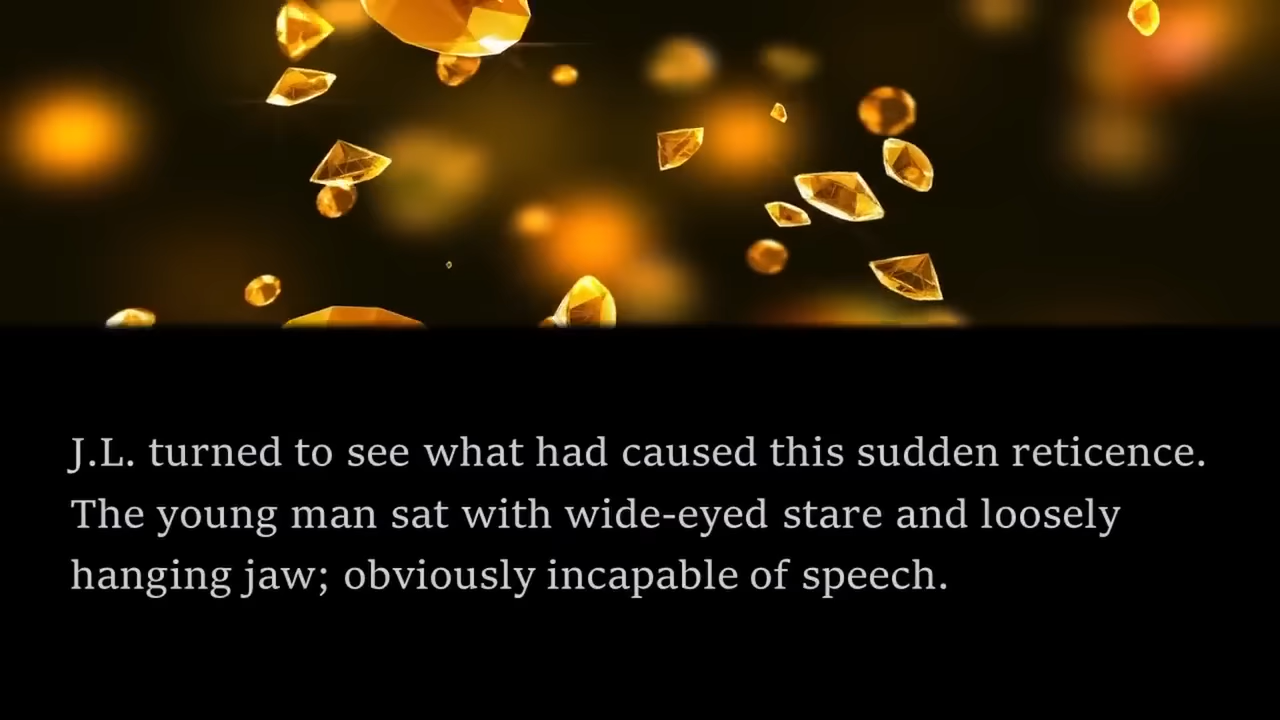 J.L. turned to see what had caused this sudden reticence.
The young man sat with wide-eyed stare and loosely
hanging jaw; obviously incapable of speech.